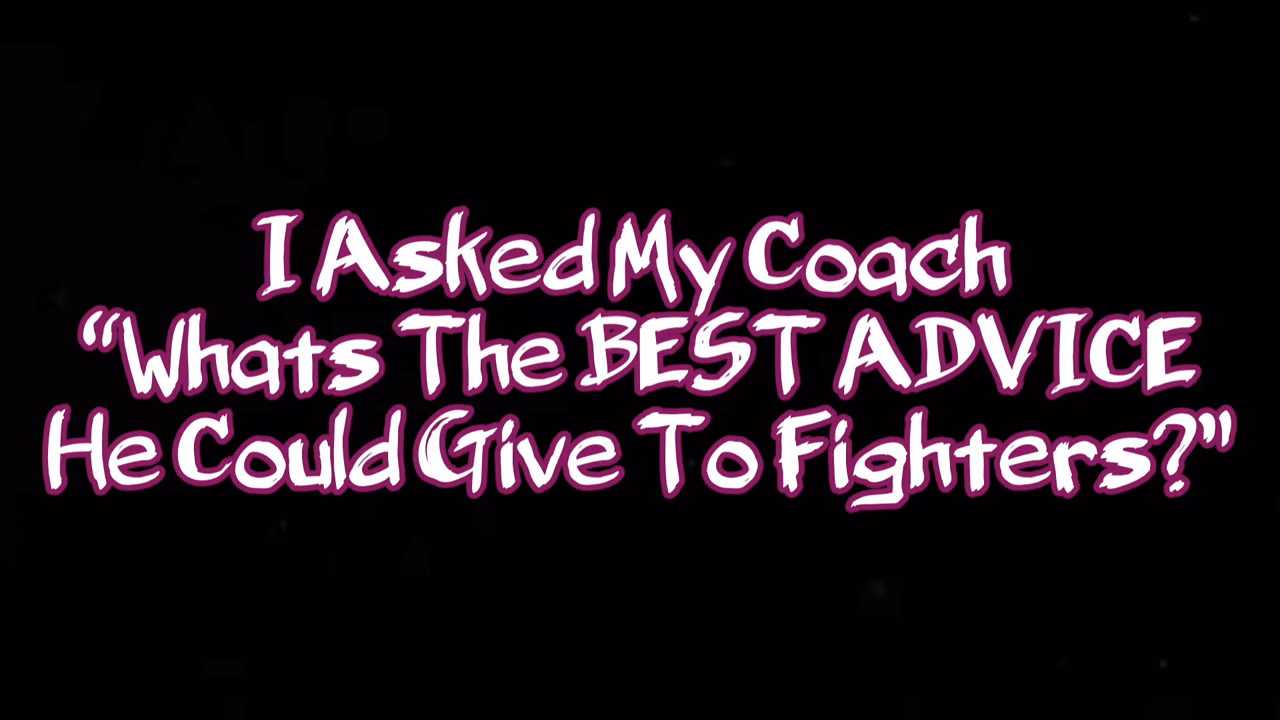 I Asked My Coach
“Whats The BEST ADVICE
He Could Give To Fighters?”